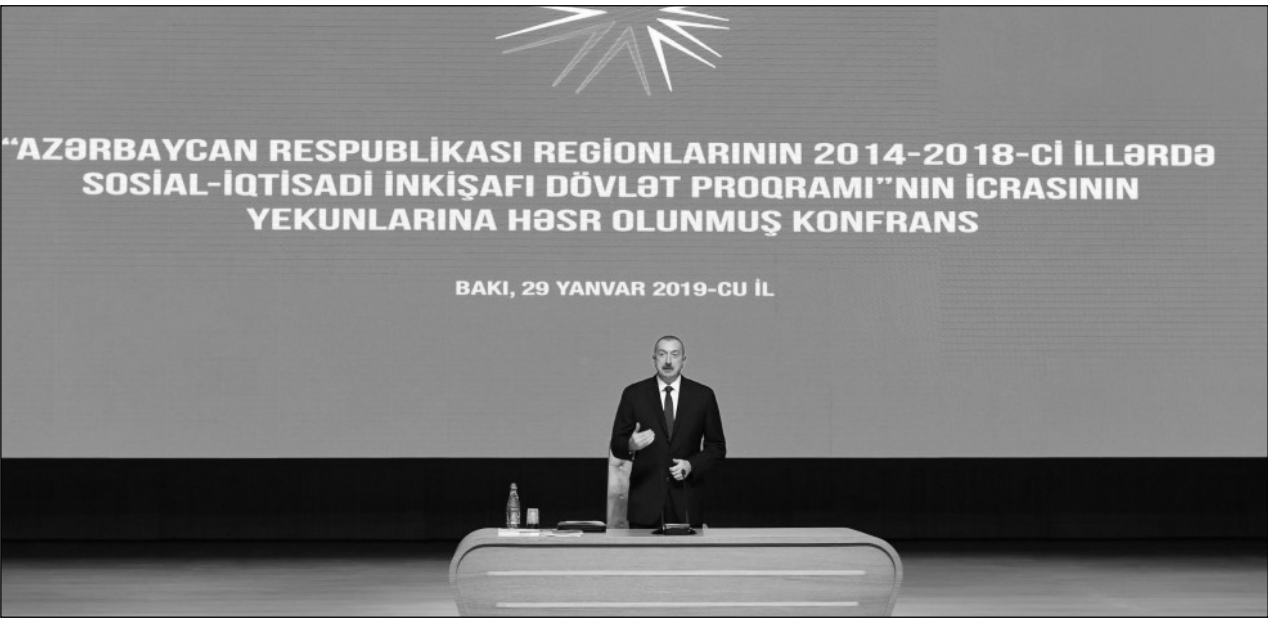 “AZƏRBAYCAN RESPUBLİKASI REGİONLARININ 2014-2018-Cİ İLLƏRDƏ
SOSİAL-İQTİSADİ İNKİŞAFI DÖVLƏT PROQRAMI”NIN İCRASININ
YEKUNLARINA HƏSR OLUNMUŞ KONFRANS
BAKI, 29 YANVAR 2019-CU İL